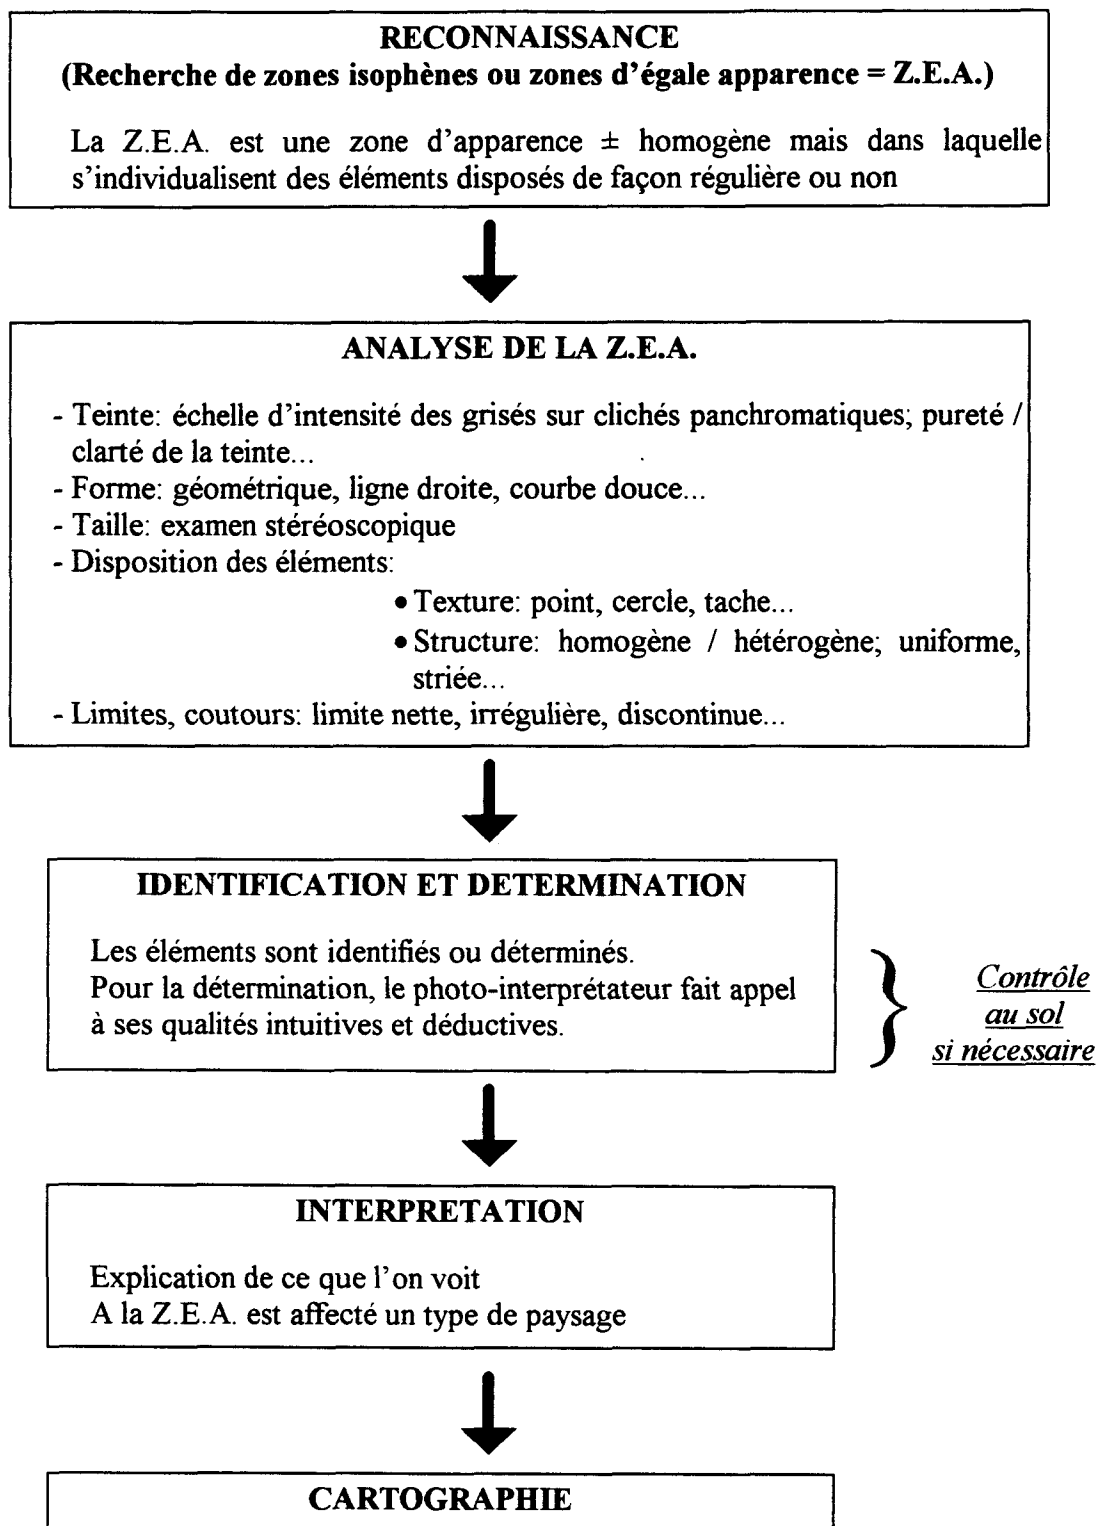 RECONNAISSANCE
(Recherche de zones isophènes ou zones d'égale apparence = Z.E.A.)
La Z.E.A. est une zone d'apparence ± homogène mais dans laquelle
s'individualisent des éléments disposés de façon régulière ou non
ANALYSE DE LA Z.E.A.
- Teinte: échelle d'intensité des grisés sur clichés panchromatiques; pureté /
clarté de la teinte...
- Forme: géométrique, ligne droite, courbe douce...
- Taille: examen stéréoscopique
- Disposition des éléments:
• Texture: point, cercle, tache...
• Structure: homogène / hétérogène; uniforme,
striée...
- Limites, coutours: limite nette, irrégulière, discontinue...
IDENTIFICATION ET DETERMINATION
Les éléments sont identifiés ou déterminés.
Pour la détermination, le photo-interprétateur fait appel
à ses qualités intuitives et déductives.
Contrôle
au sol
si nécessaire
INTERPRETATION
Explication de ce que l'on voit
A la Z.E.A. est affecté un type de paysage
CARTOGRAPHIE